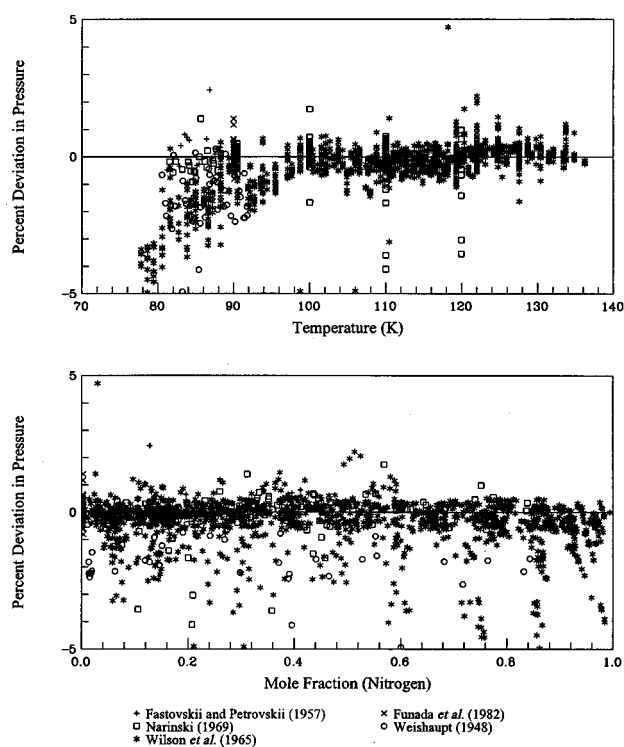 5
0
-5
Percent Deviation in Pressure
70 80 90 100 110 120 130 140
Temperature (K)
5
0
-5
Percent Deviation in Pressure
0.0 0.2 0.4 0.6 0.8 1.0
Mole Fraction (Nitrogen)
+ Fastovskii and Petrovskii (1957)
× Funada et al. (1982)
□ Narinski (1969)
○ Weishaupt (1948)
* Wilson et al. (1965)